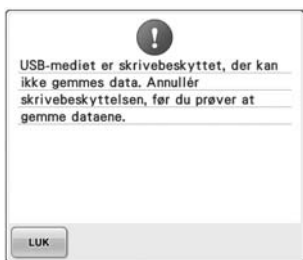 USB-mediet er skrivebeskyttet, der kan
ikke gemmes data. Annullér
skrivebeskyttelsen, før du prøver at
gemme dataene.
LUK